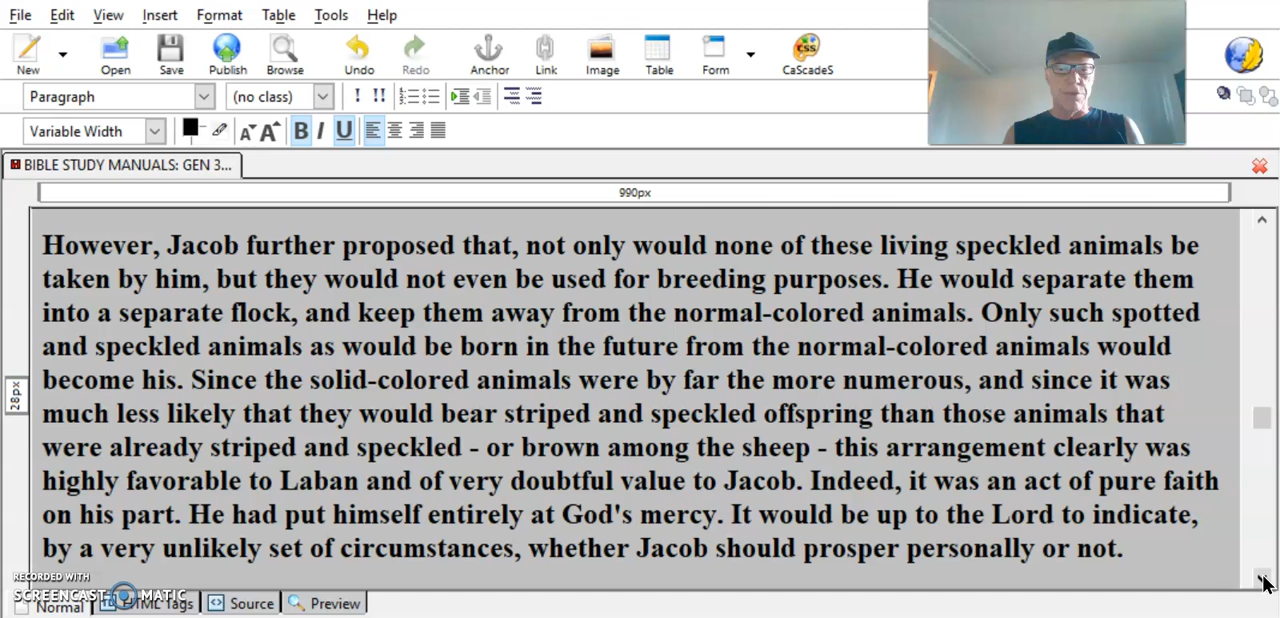 File Edit View Insert Format Table Tools Help
New Open Save Publish Browse Undo Redo Anchor Link Image Table Form CaScadeS
Paragraph (no class) ! !!
Variable Width A A B I U
BIBLE STUDY MANUALS: GEN 3...
990px
28px
However, Jacob further proposed that, not only would none of these living speckled animals be
taken by him, but they would not even be used for breeding purposes. He would separate them
into a separate flock, and keep them away from the normal-colored animals. Only such spotted
and speckled animals as would be born in the future from the normal-colored animals would
become his. Since the solid-colored animals were by far the more numerous, and since it was
much less likely that they would bear striped and speckled offspring than those animals that
were already striped and speckled - or brown among the sheep - this arrangement clearly was
highly favorable to Laban and of very doubtful value to Jacob. Indeed, it was an act of pure faith
on his part. He had put himself entirely at God's mercy. It would be up to the Lord to indicate,
by a very unlikely set of circumstances, whether Jacob should prosper personally or not.
RECORDED WITH
SCREENCAST MATIC
Normal HTML Tags Source Preview